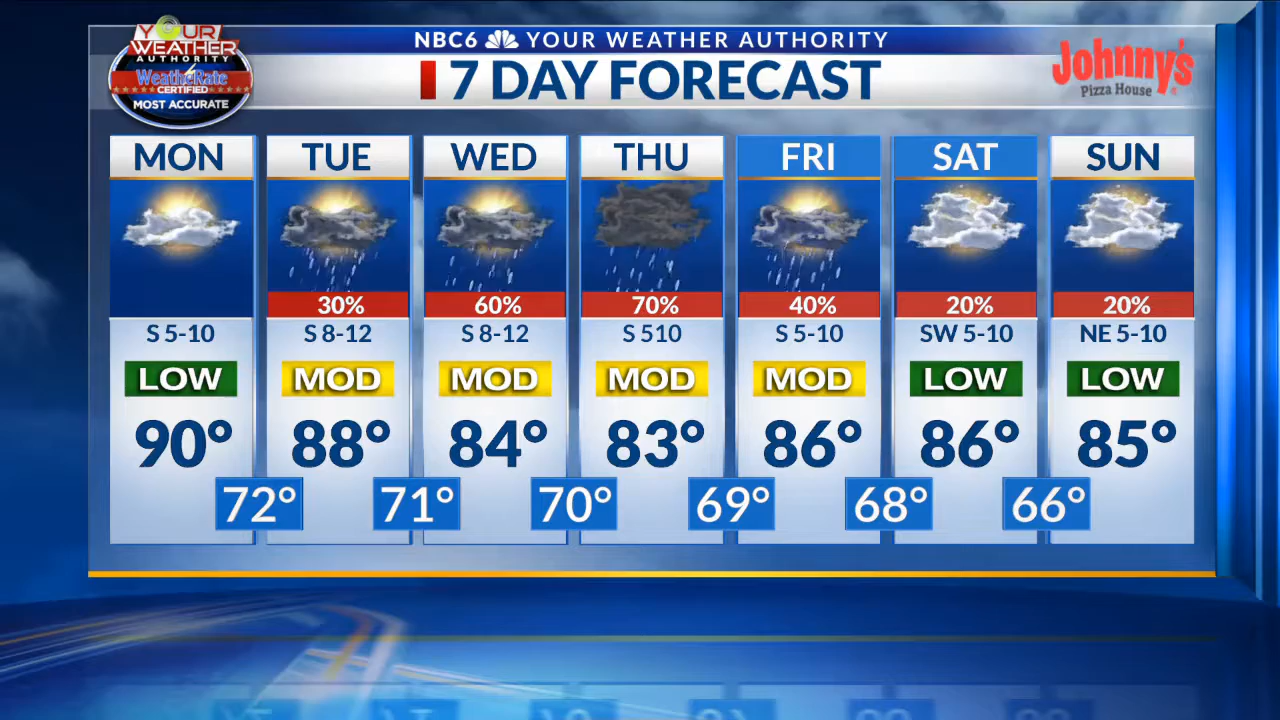 YOUR
WEATHER
AUTHORITY
WeatheRate
CERTIFIED
MOST ACCURATE
NBC6 YOUR WEATHER AUTHORITY
7 DAY FORECAST
Johnny's
Pizza House
MON TUE WED THU FRI SAT SUN
30% 60% 70% 40% 20% 20%
S 5-10 S 8-12 S 8-12 S 510 S 5-10 SW 5-10 NE 5-10
LOW MOD MOD MOD MOD LOW LOW
90° 88° 84° 83° 86° 86° 85°
72° 71° 70° 69° 68° 66°